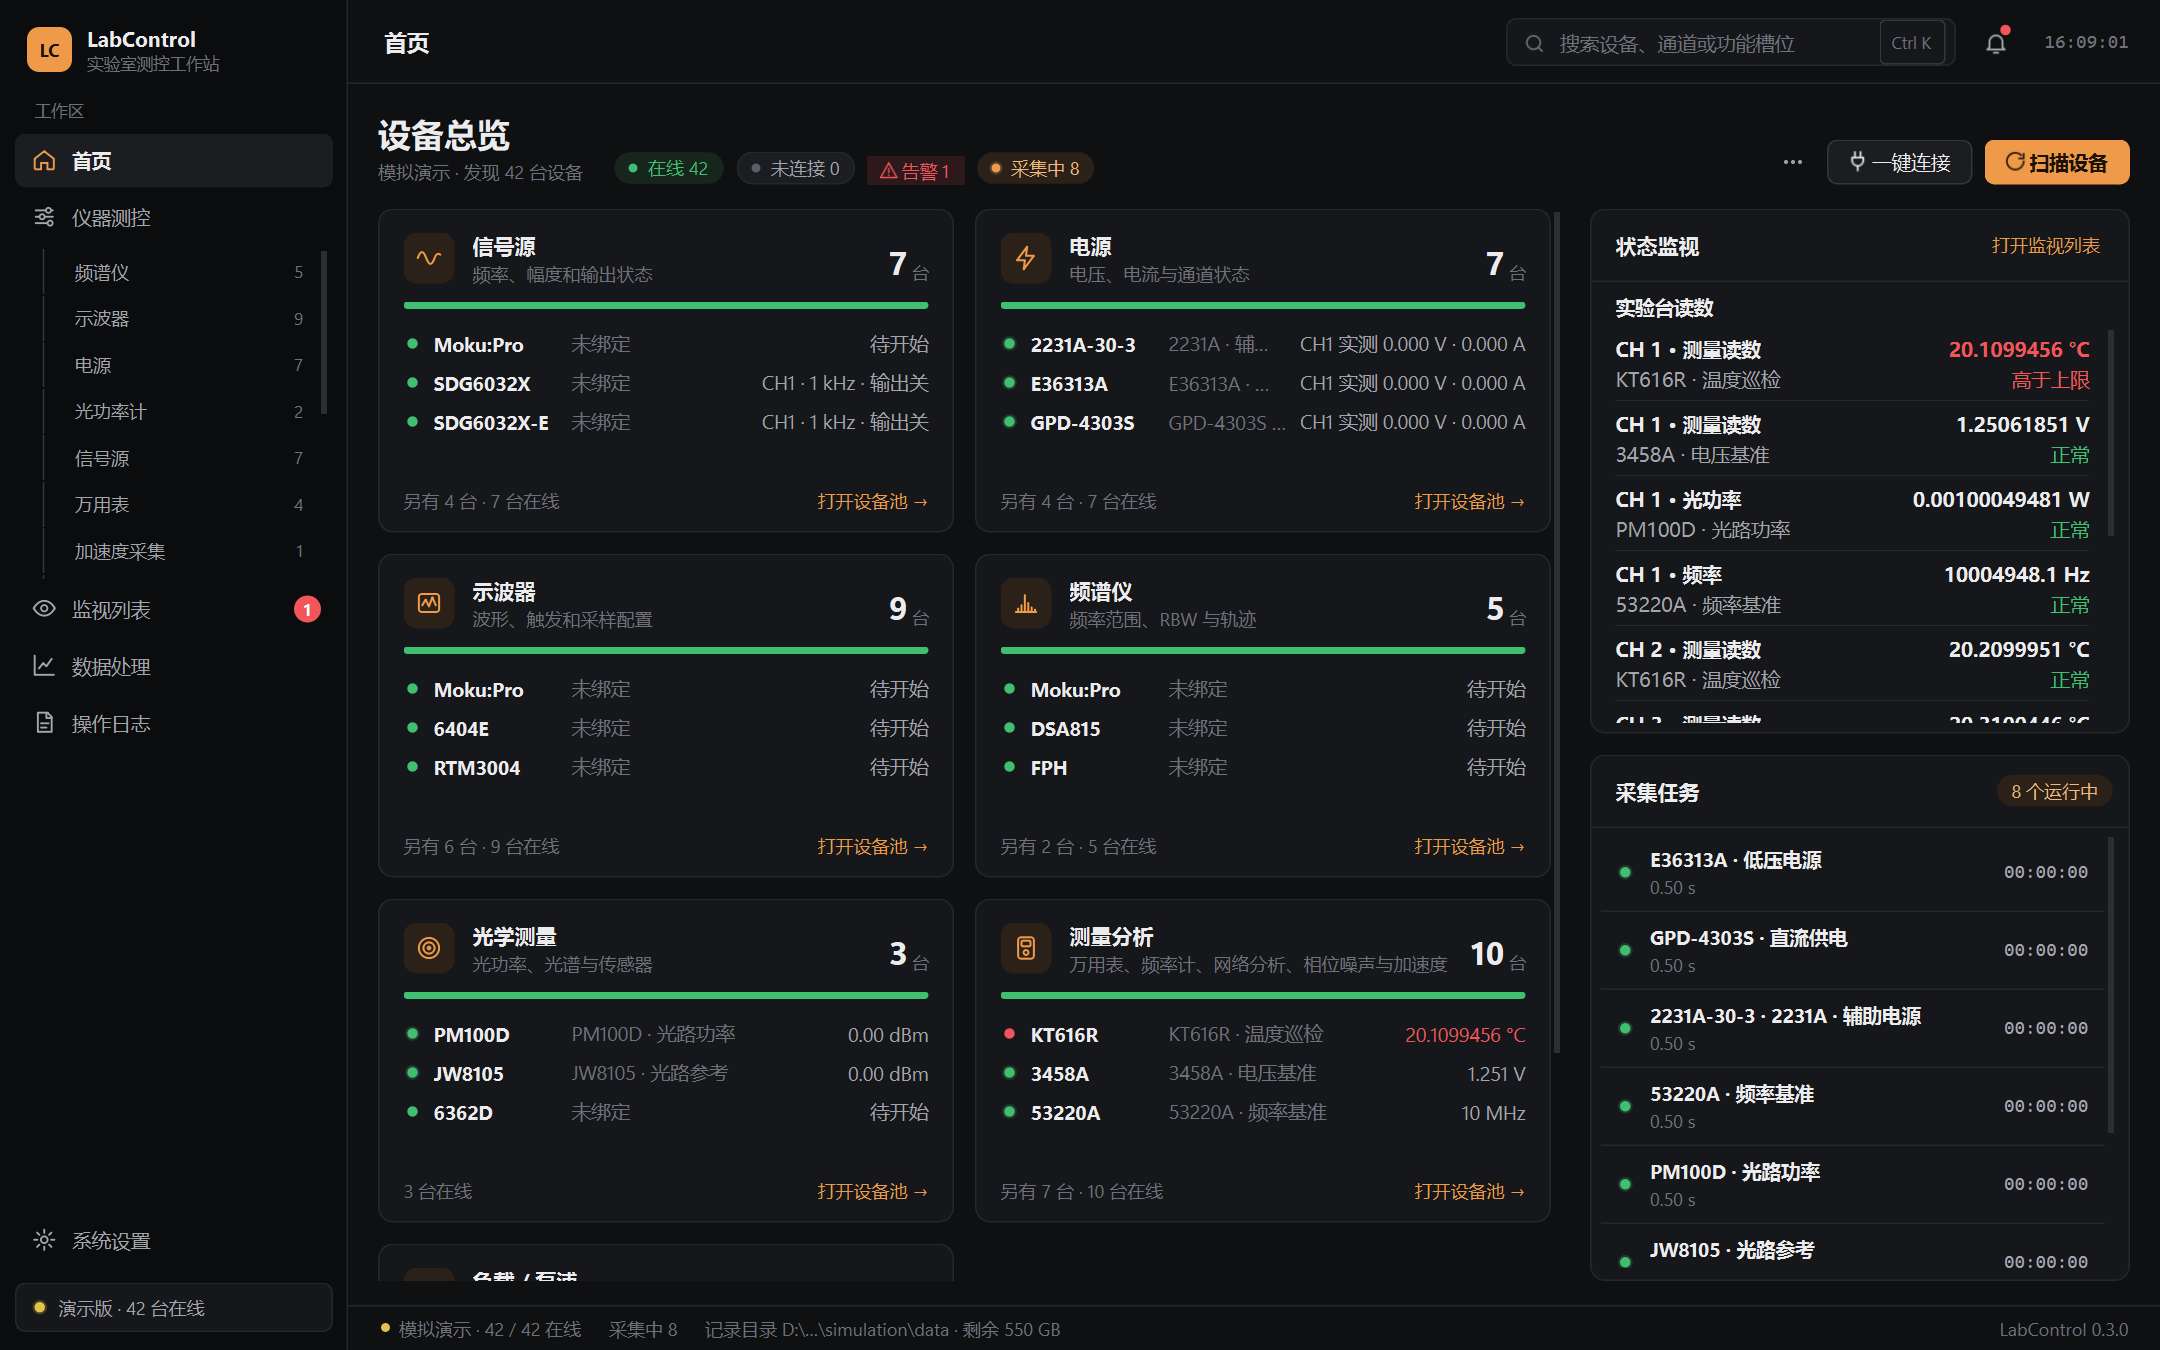 LC
LabControl
实验室测控工作站
工作区
首页
仪器测控
频谱仪 5
示波器 9
电源 7
光功率计 2
信号源 7
万用表 4
加速度采集 1
监视列表 1
数据处理
操作日志
系统设置
演示版 · 42 台在线
首页
搜索设备、通道或功能槽位 Ctrl K
16:09:01
设备总览
模拟演示 · 发现 42 台设备
在线 42
未连接 0
告警 1
采集中 8
一键连接
扫描设备
信号源
频率、幅度和输出状态
7 台
Moku:Pro 未绑定 待开始
SDG6032X 未绑定 CH1 · 1 kHz · 输出关
SDG6032X-E 未绑定 CH1 · 1 kHz · 输出关
另有 4 台 · 7 台在线 打开设备池 →
电源
电压、电流与通道状态
7 台
2231A-30-3 2231A · 辅... CH1 实测 0.000 V · 0.000 A
E36313A E36313A · ... CH1 实测 0.000 V · 0.000 A
GPD-4303S GPD-4303S ... CH1 实测 0.000 V · 0.000 A
另有 4 台 · 7 台在线 打开设备池 →
示波器
波形、触发和采样配置
9 台
Moku:Pro 未绑定 待开始
6404E 未绑定 待开始
RTM3004 未绑定 待开始
另有 6 台 · 9 台在线 打开设备池 →
频谱仪
频率范围、RBW 与轨迹
5 台
Moku:Pro 未绑定 待开始
DSA815 未绑定 待开始
FPH 未绑定 待开始
另有 2 台 · 5 台在线 打开设备池 →
光学测量
光功率、光谱与传感器
3 台
PM100D PM100D · 光路功率 0.00 dBm
JW8105 JW8105 · 光路参考 0.00 dBm
6362D 未绑定 待开始
3 台在线 打开设备池 →
测量分析
万用表、频率计、网络分析、相位噪声与加速度
10 台
KT616R KT616R · 温度巡检 20.1099456 °C
3458A 3458A · 电压基准 1.251 V
53220A 53220A · 频率基准 10 MHz
另有 7 台 · 10 台在线 打开设备池 →
负载 / 泵浦
状态监视 打开监视列表
实验台读数
CH 1 · 测量读数 20.1099456 °C
KT616R · 温度巡检 高于上限
CH 1 · 测量读数 1.25061851 V
3458A · 电压基准 正常
CH 1 · 光功率 0.00100049481 W
PM100D · 光路功率 正常
CH 1 · 频率 10004948.1 Hz
53220A · 频率基准 正常
CH 2 · 测量读数 20.2099951 °C
KT616R · 温度巡检 正常
CH 3 · 测量读数 20.3100446 °C
采集任务 8 个运行中
E36313A · 低压电源
0.50 s
00:00:00
GPD-4303S · 直流供电
0.50 s
00:00:00
2231A-30-3 · 2231A · 辅助电源
0.50 s
00:00:00
53220A · 频率基准
0.50 s
00:00:00
PM100D · 光路功率
0.50 s
00:00:00
JW8105 · 光路参考
00:00:00
模拟演示 · 42 / 42 在线 采集中 8 记录目录 D:\...\simulation\data · 剩余 550 GB
LabControl 0.3.0